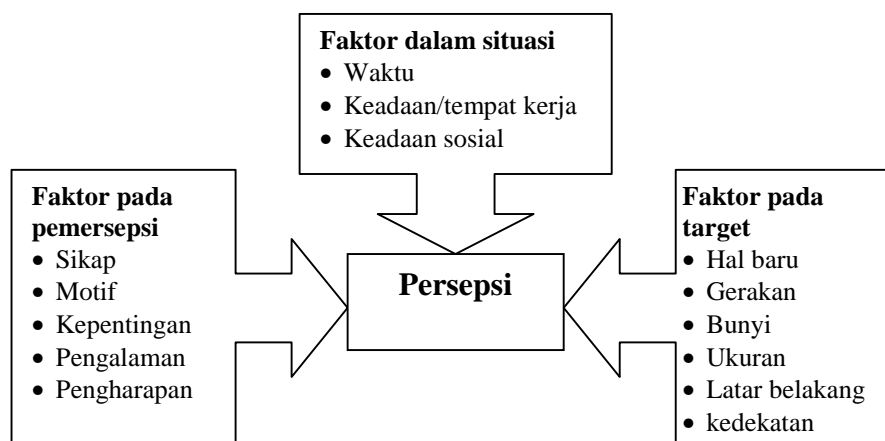 Faktor dalam situasi
• Waktu
• Keadaan/tempat kerja
• Keadaan sosial
Faktor pada
pemersepsi
• Sikap
• Motif
• Kepentingan
• Pengalaman
• Pengharapan
Persepsi
Faktor pada
target
• Hal baru
• Gerakan
• Bunyi
• Ukuran
• Latar belakang
• kedekatan